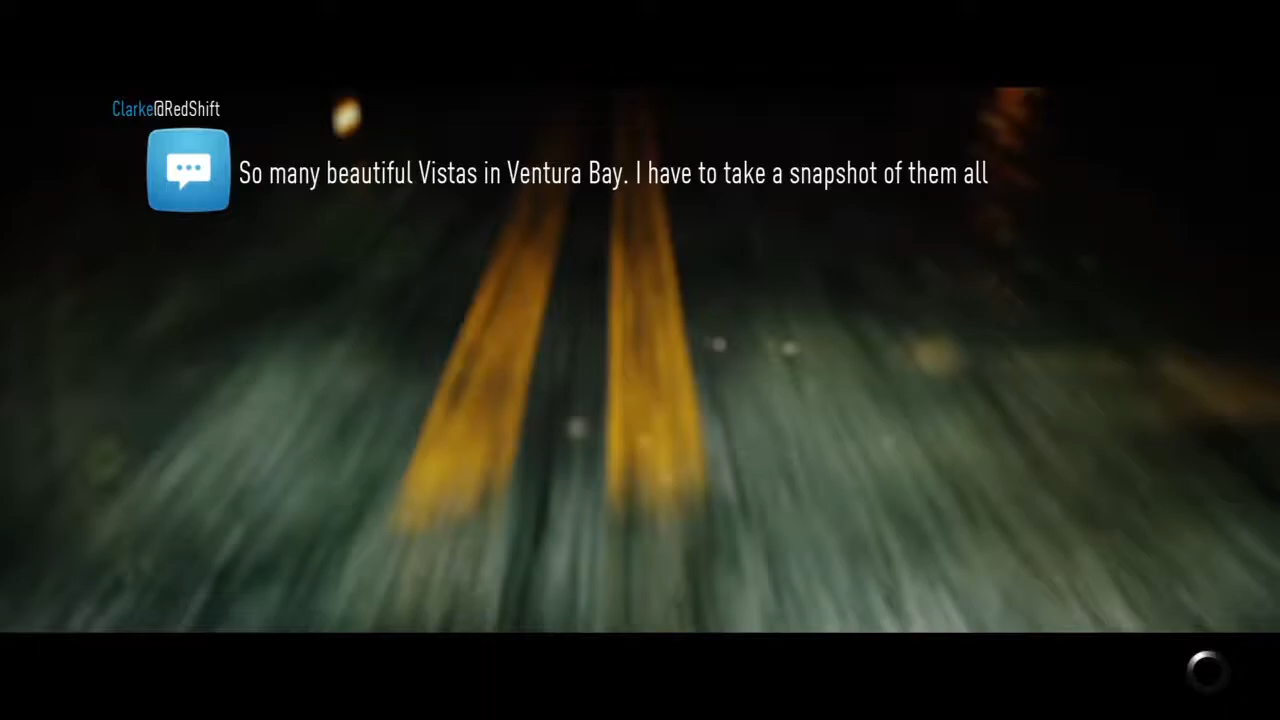 Clarke@RedShift
So many beautiful Vistas in Ventura Bay. I have to take a snapshot of them all